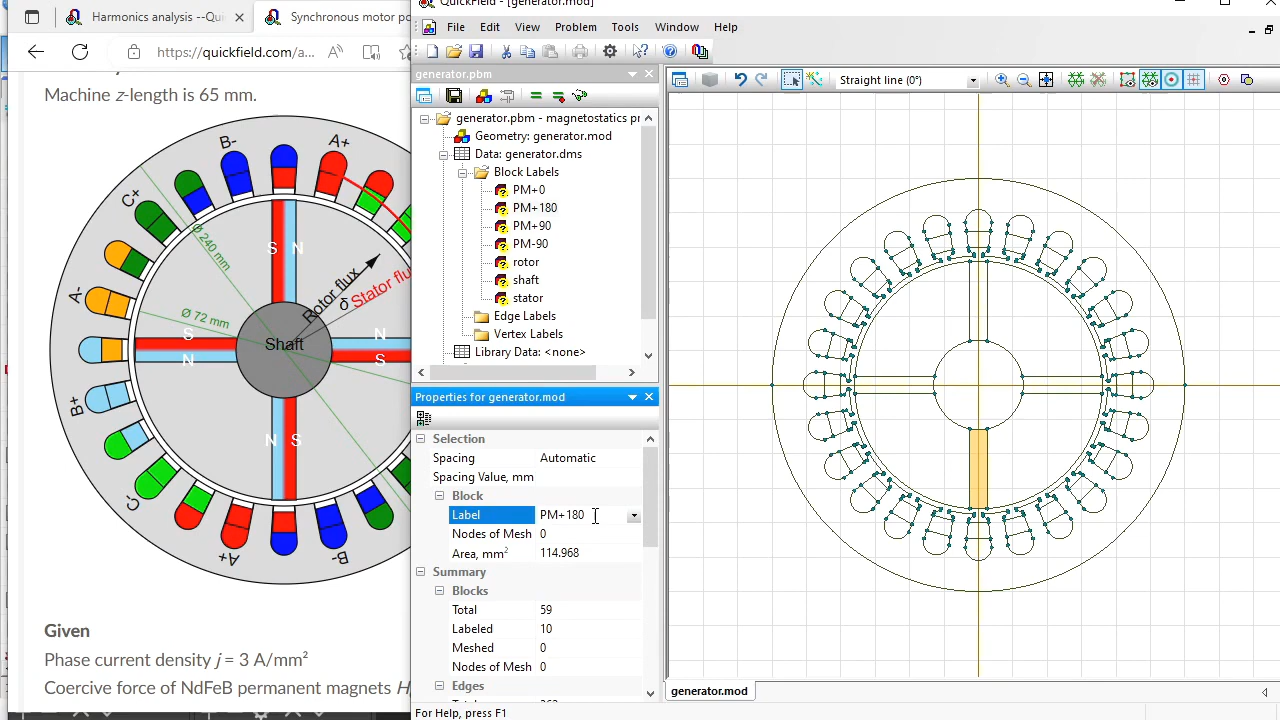 Harmonics analysis --Qui
Synchronous motor po
https://quickfield.com/a...
Machine z-length is 65 mm.
B-
A+
C+
Ø 240 mm
S
N
A-
Rotor flux
δ
Stator flu
Ø 72 mm
S
N
Shaft
N
S
B+
N
S
C-
A+
B-
Given
Phase current density j = 3 A/mm²
Coercive force of NdFeB permanent magnets H
QuickField - [generator.mod]
File Edit View Problem Tools Window Help
generator.pbm
generator.pbm - magnetostatics pr
Geometry: generator.mod
Data: generator.dms
Block Labels
PM+0
PM+180
PM+90
PM-90
rotor
shaft
stator
Edge Labels
Vertex Labels
Library Data: <none>
Properties for generator.mod
Selection
Spacing Automatic
Spacing Value, mm
Block
Label PM+180
Nodes of Mesh 0
Area, mm² 114.968
Summary
Blocks
Total 59
Labeled 10
Meshed 0
Nodes of Mesh 0
Edges
For Help, press F1
Straight line (0°)
generator.mod